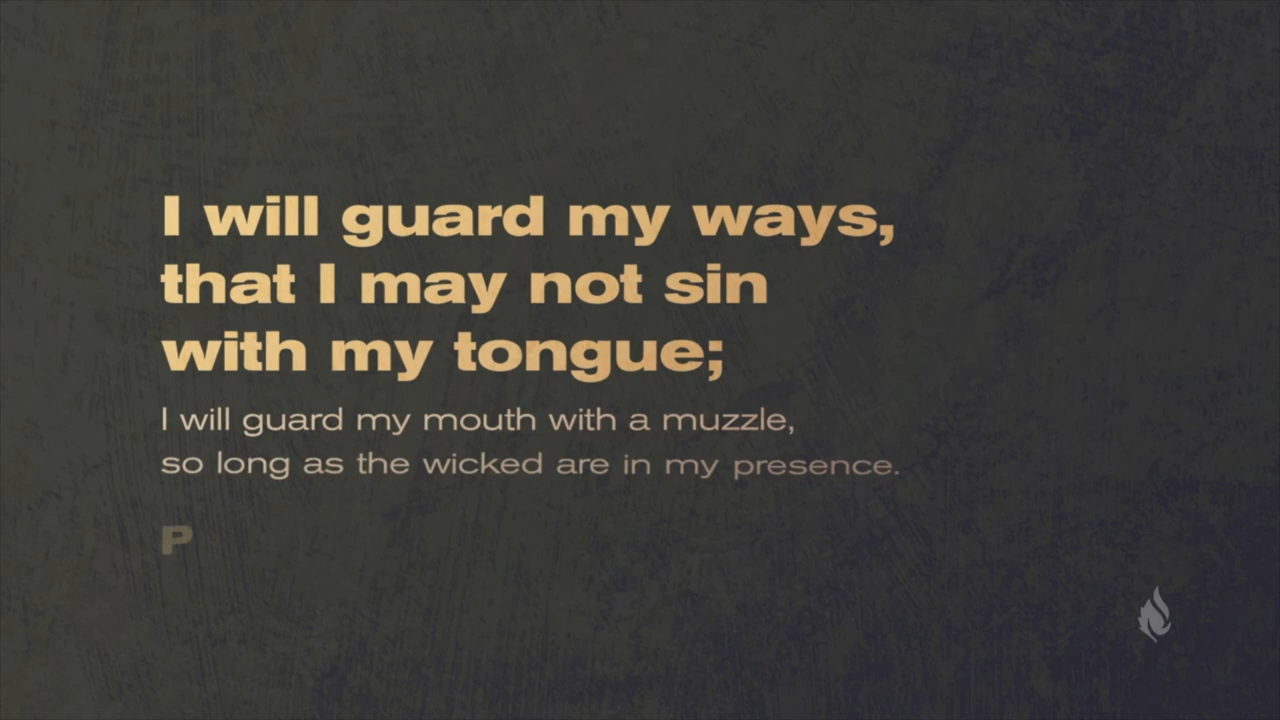 I will guard my ways,
that I may not sin
with my tongue;
I will guard my mouth with a muzzle,
so long as the wicked are in my presence.
P